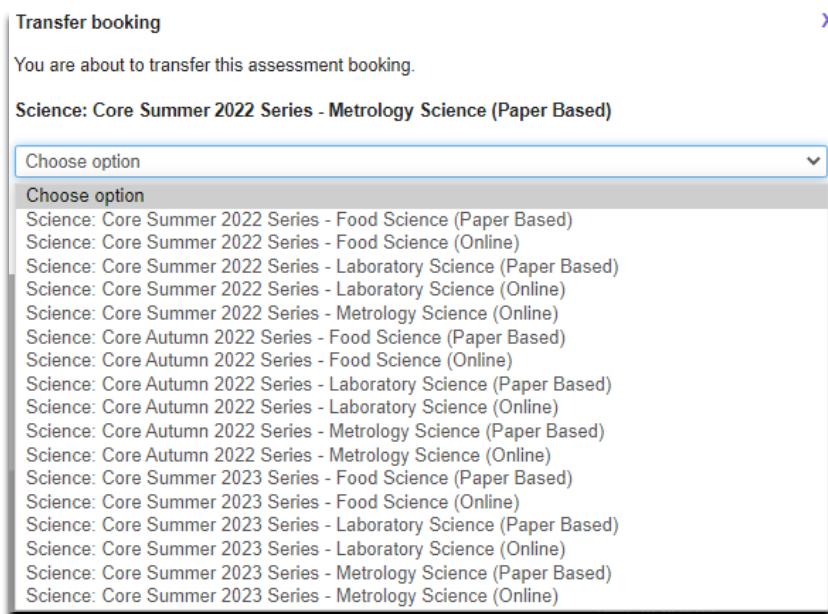 Transfer booking
X
You are about to transfer this assessment booking.
Science: Core Summer 2022 Series - Metrology Science (Paper Based)
Choose option
Choose option
Science: Core Summer 2022 Series - Food Science (Paper Based)
Science: Core Summer 2022 Series - Food Science (Online)
Science: Core Summer 2022 Series - Laboratory Science (Paper Based)
Science: Core Summer 2022 Series - Laboratory Science (Online)
Science: Core Summer 2022 Series - Metrology Science (Online)
Science: Core Autumn 2022 Series - Food Science (Paper Based)
Science: Core Autumn 2022 Series - Food Science (Online)
Science: Core Autumn 2022 Series - Laboratory Science (Paper Based)
Science: Core Autumn 2022 Series - Laboratory Science (Online)
Science: Core Autumn 2022 Series - Metrology Science (Paper Based)
Science: Core Autumn 2022 Series - Metrology Science (Online)
Science: Core Summer 2023 Series - Food Science (Paper Based)
Science: Core Summer 2023 Series - Food Science (Online)
Science: Core Summer 2023 Series - Laboratory Science (Paper Based)
Science: Core Summer 2023 Series - Laboratory Science (Online)
Science: Core Summer 2023 Series - Metrology Science (Paper Based)
Science: Core Summer 2023 Series - Metrology Science (Online)